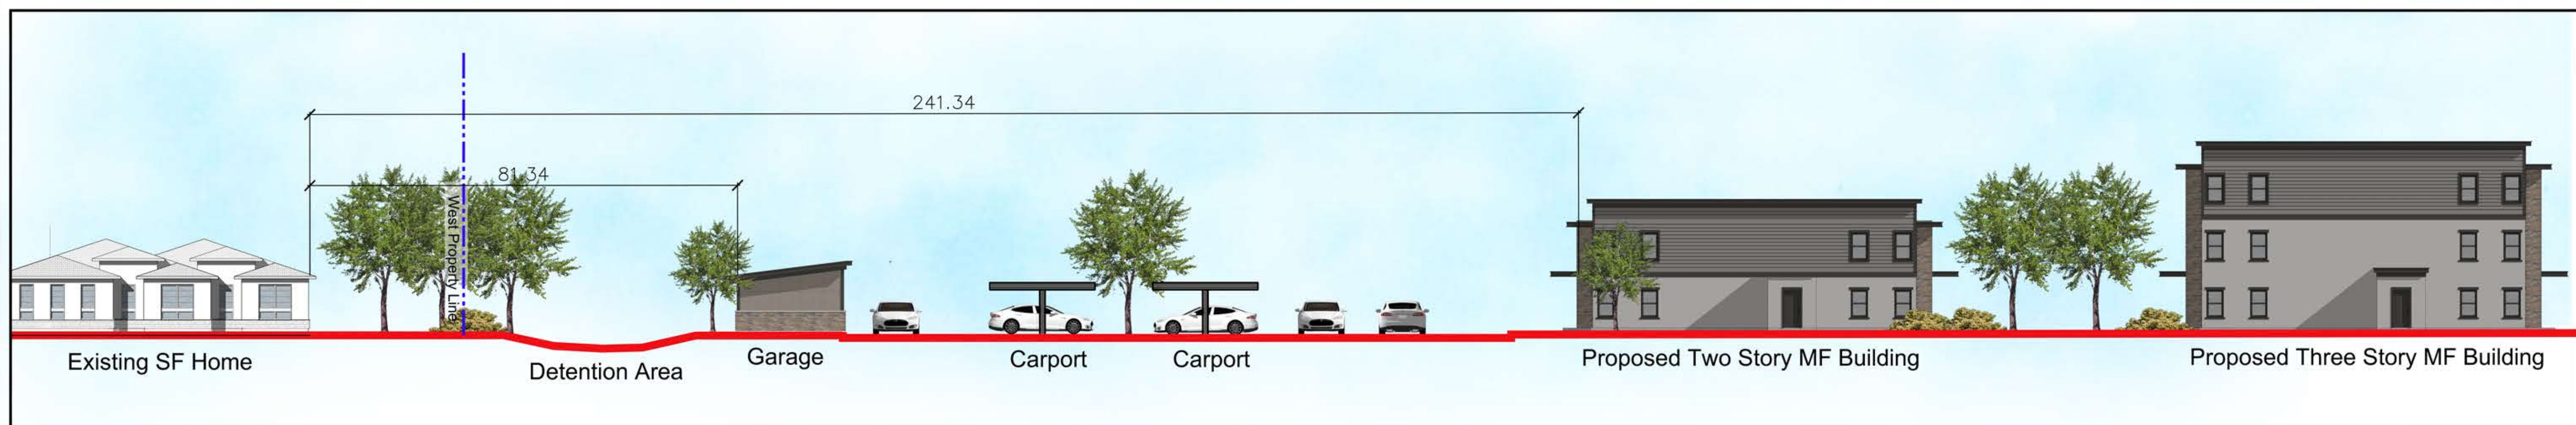 241.34
81.34
West Property Line
Existing SF Home
Detention Area
Garage
Carport
Carport
Proposed Two Story MF Building
Proposed Three Story MF Building